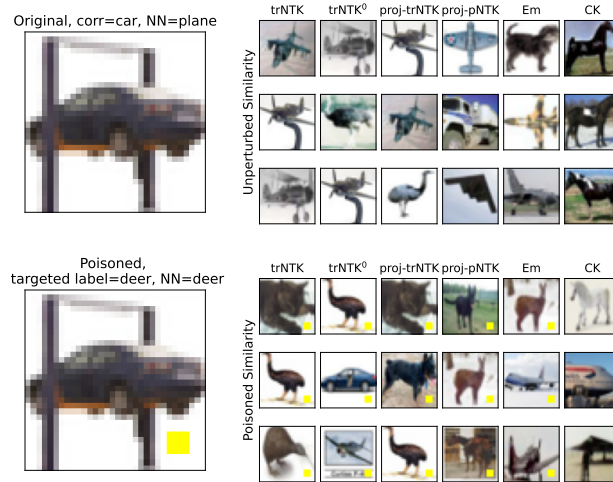 Original, corr=car, NN=plane
trNTK trNTK⁰ proj-trNTK proj-pNTK Em CK
Unperturbed Similarity
Poisoned,
targeted label=deer, NN=deer
trNTK trNTK⁰ proj-trNTK proj-pNTK Em CK
Poisoned Similarity